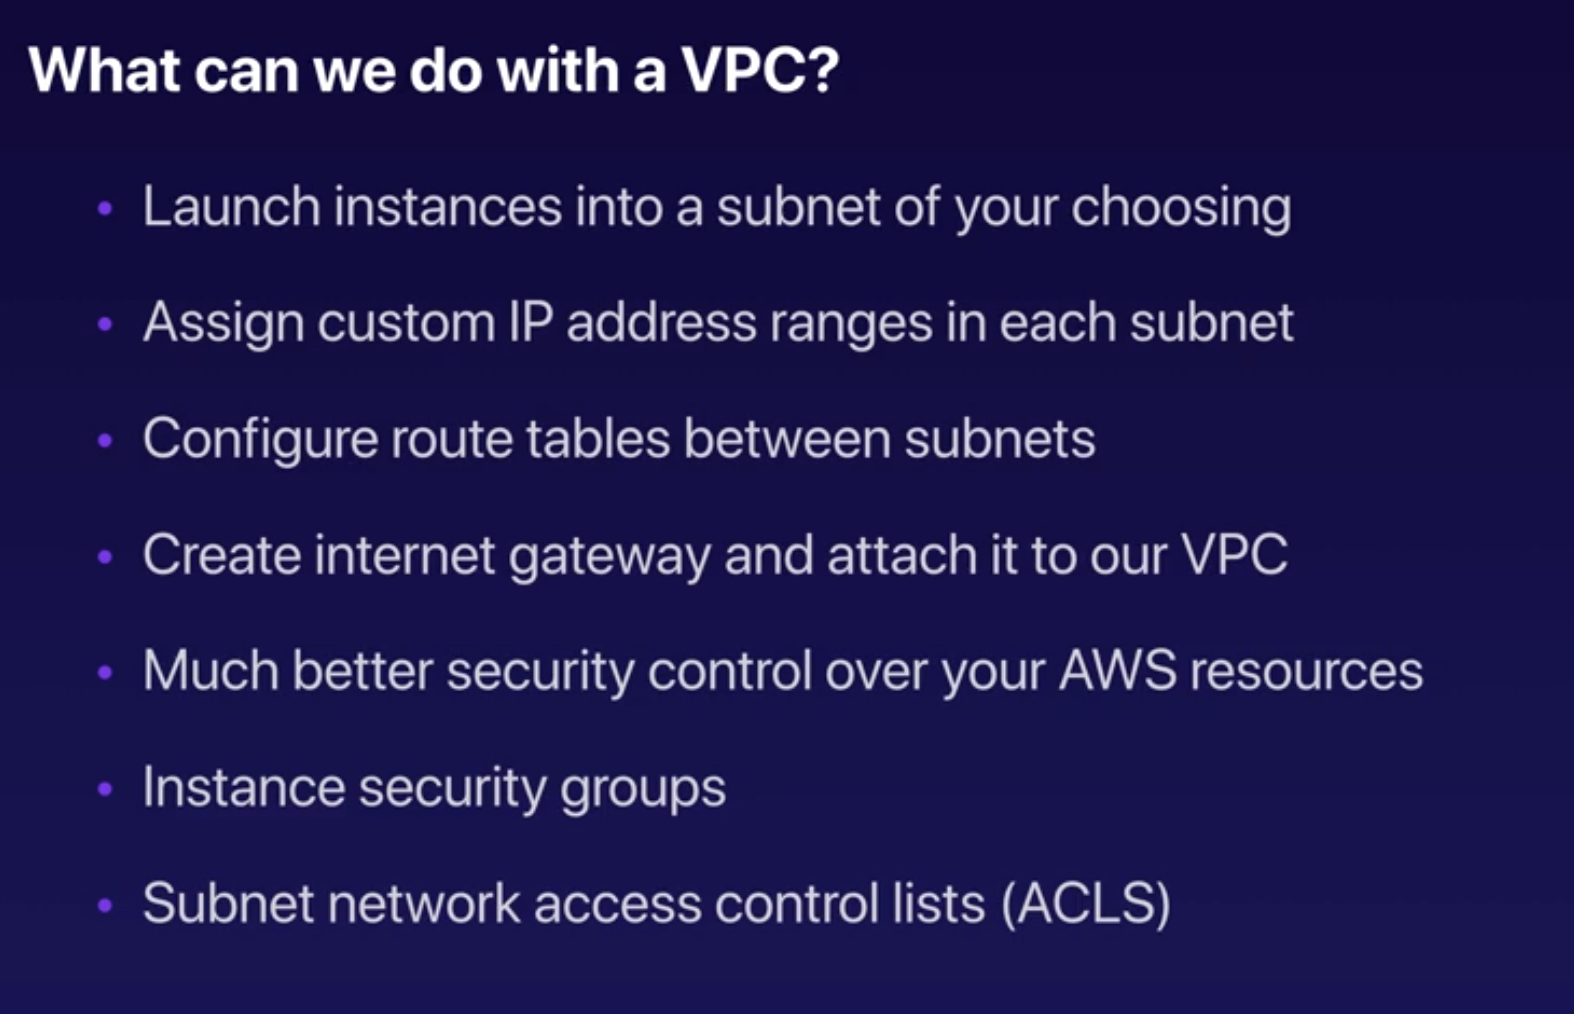 What can we do with a VPC?
• Launch instances into a subnet of your choosing
• Assign custom IP address ranges in each subnet
• Configure route tables between subnets
• Create internet gateway and attach it to our VPC
• Much better security control over your AWS resources
• Instance security groups
• Subnet network access control lists (ACLS)